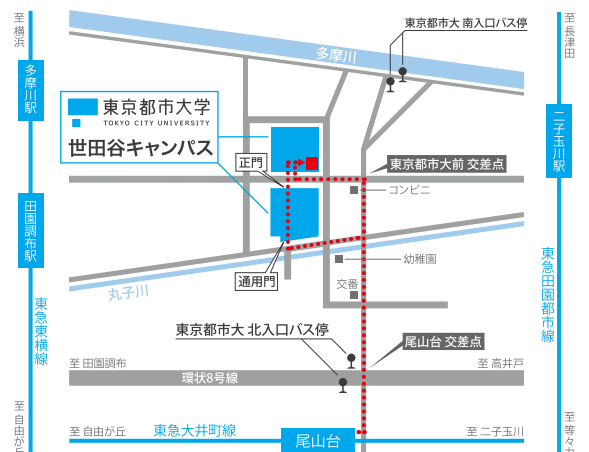 至 横浜
東京都市大 南入口バス停
至 長津田
多摩川
多摩川駅
東京都市大学
TOKYO CITY UNIVERSITY
世田谷キャンパス
二子玉川駅
正門
東京都市大前 交差点
コンビニ
田園調布駅
幼稚園
通用門
交番
丸子川
東急東横線
東急田園都市線
東京都市大 北入口バス停
尾山台 交差点
至 田園調布
至 高井戸
環状8号線
至 自由が丘
至 等々力
至 自由が丘
東急大井町線
至 二子玉川
尾山台